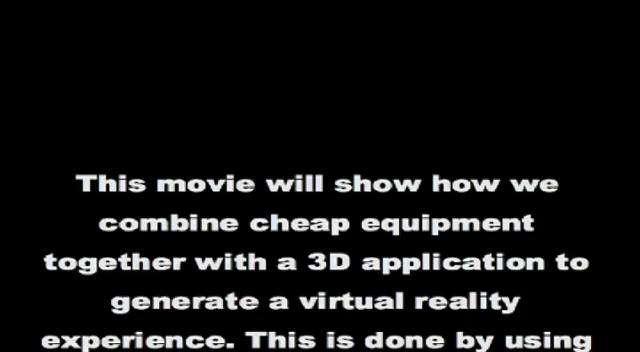 This movie will show how we
combine cheap equipment
together with a 3D application to
generate a virtual reality
experience. This is done by using